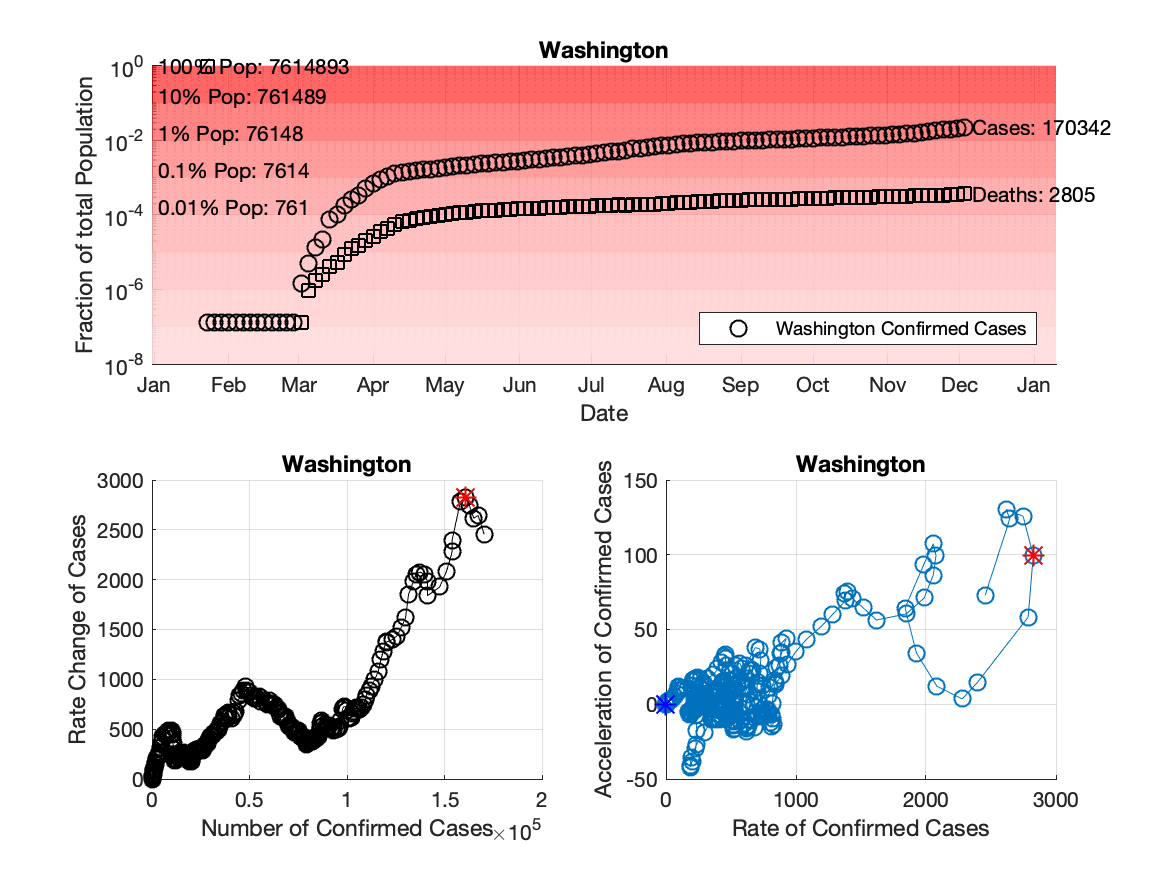 Washington
10^0
10^-2
10^-4
10^-6
10^-8
Fraction of total Population
100% Pop: 7614893
10% Pop: 761489
1% Pop: 76148
0.1% Pop: 7614
0.01% Pop: 761
Cases: 170342
Deaths: 2805
Washington Confirmed Cases
Jan Feb Mar Apr May Jun Jul Aug Sep Oct Nov Dec Jan
Date
Washington
3000
2500
2000
1500
1000
500
0
Rate Change of Cases
0 0.5 1 1.5 2
Number of Confirmed Cases
×10^5
Washington
150
100
50
0
-50
Acceleration of Confirmed Cases
0 1000 2000 3000
Rate of Confirmed Cases